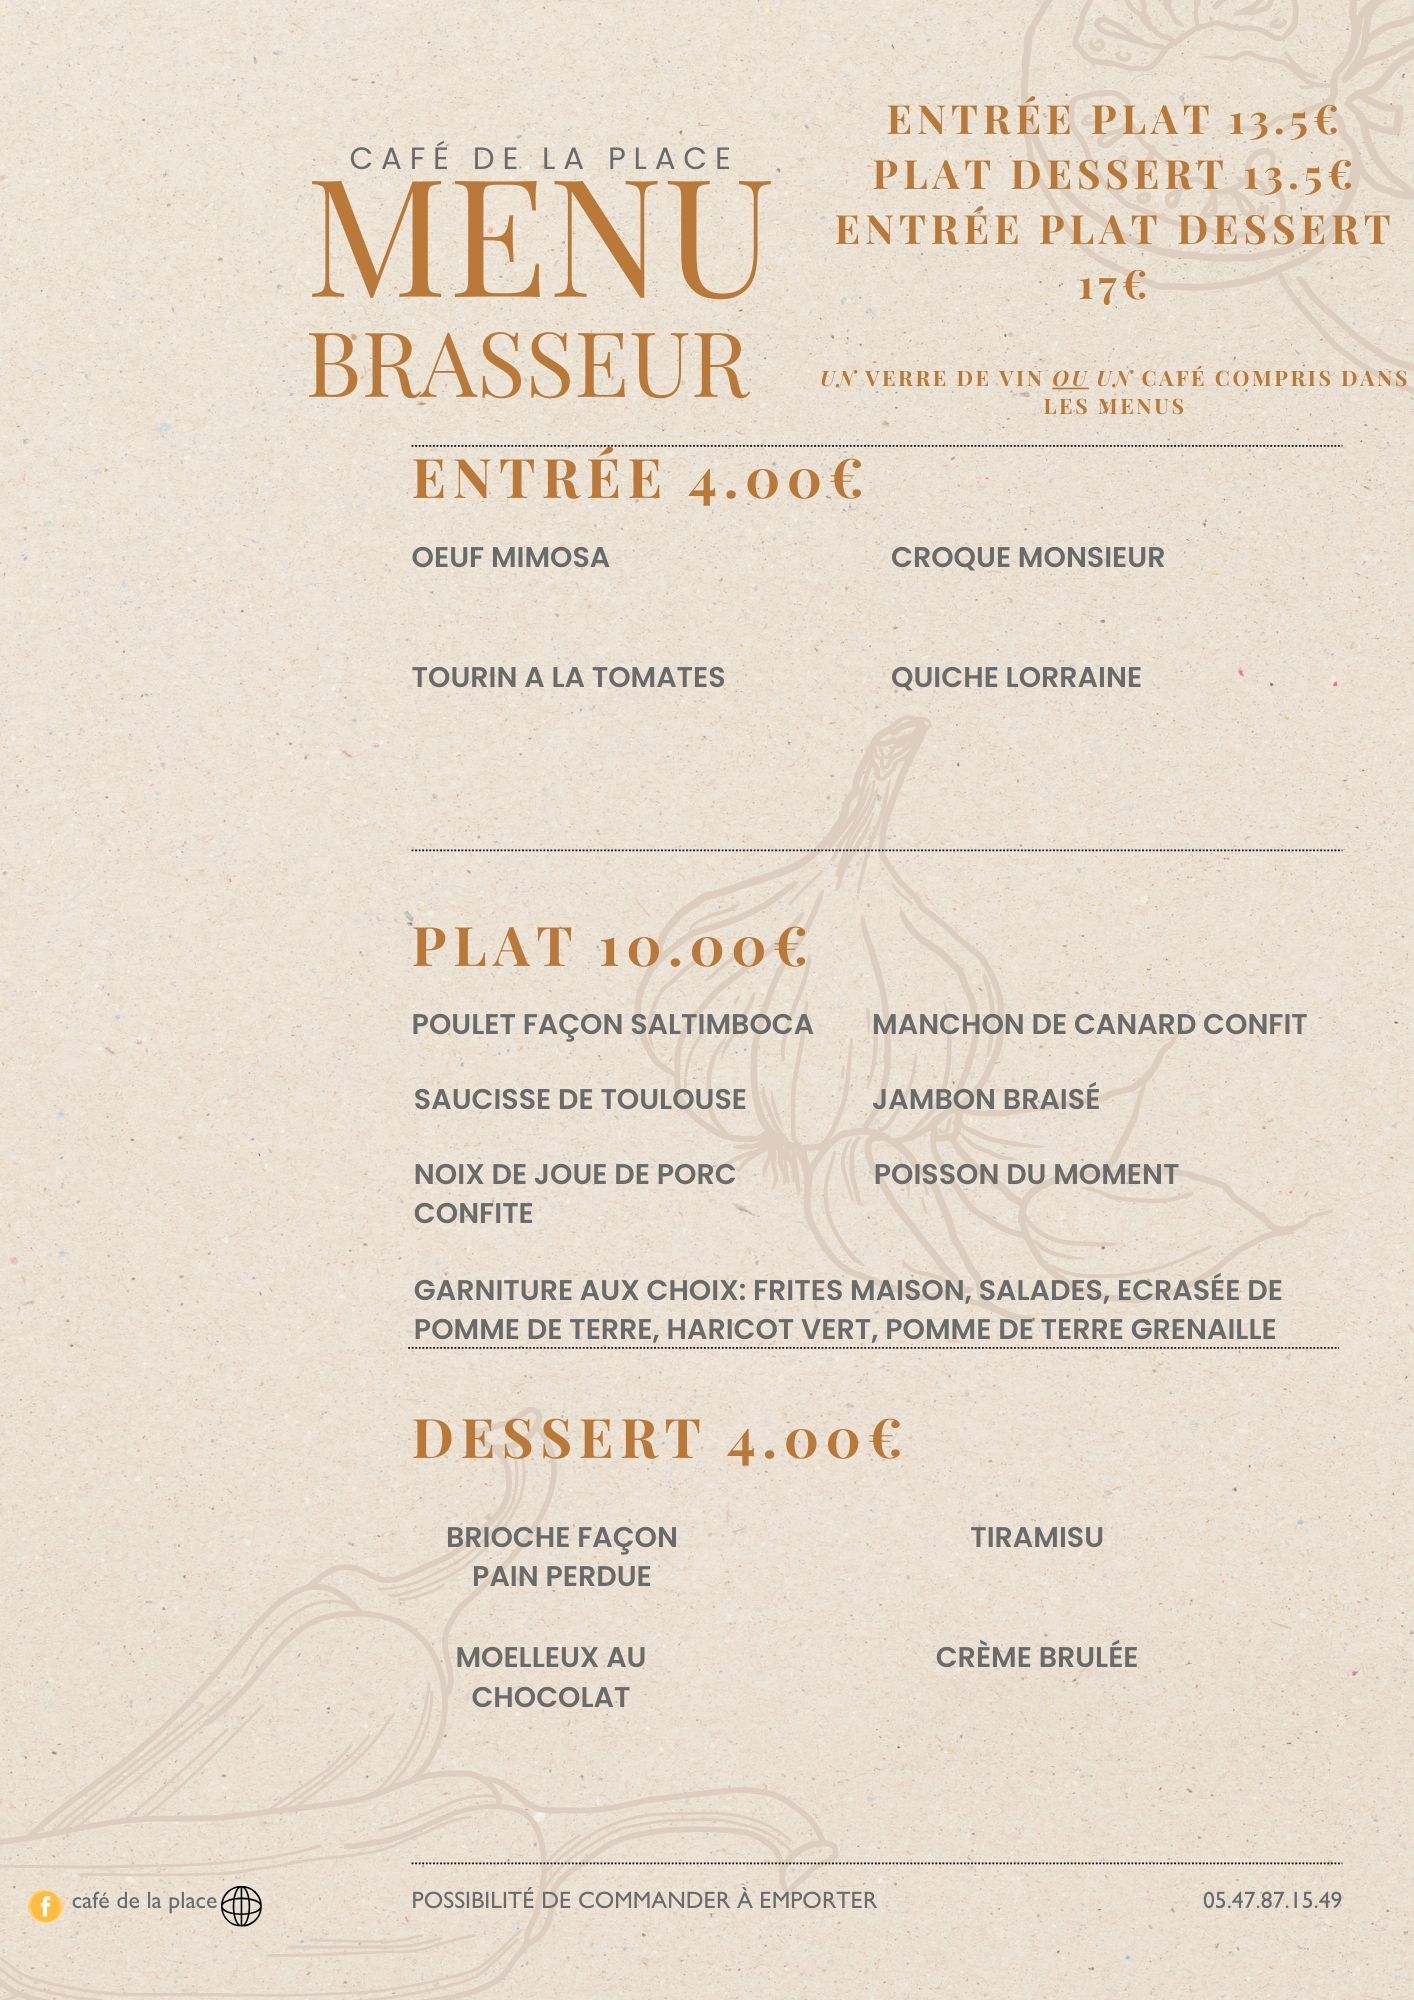 CAFÉ DE LA PLACE
MENU
BRASSEUR
ENTRÉE PLAT 13.5€
PLAT DESSERT 13.5€
ENTRÉE PLAT DESSERT
17€
UN VERRE DE VIN OU UN CAFÉ COMPRIS DANS
LES MENUS
ENTRÉE 4.00€
OEUF MIMOSA
CROQUE MONSIEUR
TOURIN A LA TOMATES
QUICHE LORRAINE
PLAT 10.00€
POULET FAÇON SALTIMBOCA
MANCHON DE CANARD CONFIT
SAUCISSE DE TOULOUSE
JAMBON BRAISÉ
NOIX DE JOUE DE PORC
CONFITE
POISSON DU MOMENT
GARNITURE AUX CHOIX: FRITES MAISON, SALADES, ECRASÉE DE
POMME DE TERRE, HARICOT VERT, POMME DE TERRE GRENAILLE
DESSERT 4.00€
BRIOCHE FAÇON
PAIN PERDUE
TIRAMISU
MOELLEUX AU
CHOCOLAT
CRÈME BRULÉE
café de la place
POSSIBILITÉ DE COMMANDER À EMPORTER
05.47.87.15.49